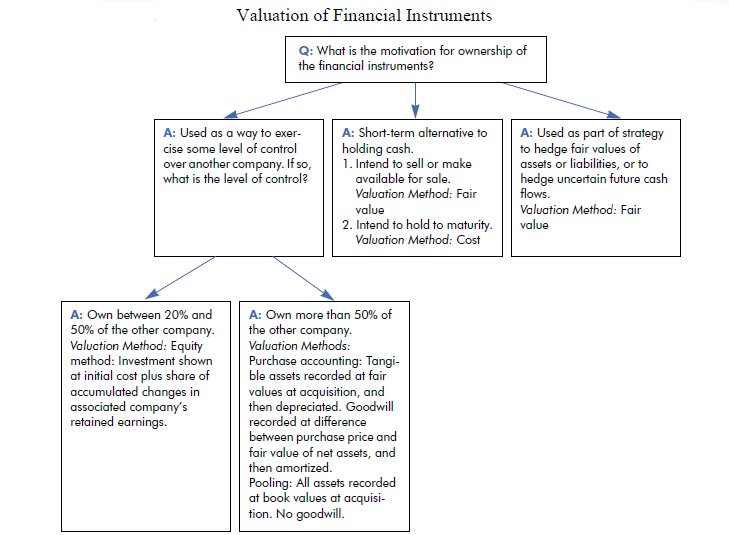 Valuation of Financial Instruments
Q: What is the motivation for ownership of
the financial instruments?
A: Used as a way to exer-
cise some level of control
over another company. If so,
what is the level of control?
A: Short-term alternative to
holding cash.
1. Intend to sell or make
available for sale.
Valuation Method: Fair
value
2. Intend to hold to maturity.
Valuation Method: Cost
A: Used as part of strategy
to hedge fair values of
assets or liabilities, or to
hedge uncertain future cash
flows.
Valuation Method: Fair
value
A: Own between 20% and
50% of the other company.
Valuation Method: Equity
method: Investment shown
at initial cost plus share of
accumulated changes in
associated company's
retained earnings.
A: Own more than 50% of
the other company.
Valuation Methods:
Purchase accounting: Tangi-
ble assets recorded at fair
values at acquisition, and
then depreciated. Goodwill
recorded at difference
between purchase price and
fair value of net assets, and
then amortized.
Pooling: All assets recorded
at book values at acquisi-
tion. No goodwill.